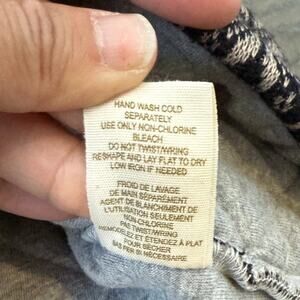 HAND WASH COLD
SEPARATELY
USE ONLY NON-CHLORINE
BLEACH
DO NOT TWIST/WRING
RESHAPE AND LAY FLAT TO DRY
LOW IRON IF NEEDED
FROID DE LAVAGE
DE MAIN SÉPARÉMENT
AGENT DE BLANCHIMENT DE
L'UTILISATION SEULEMENT
NON-CHLORINE
PAS TWIST/WRING
REMODELEZ ET ÉTENDEZ À PLAT
POUR SÉCHER
BAS FER SI NÉCESSAIRE